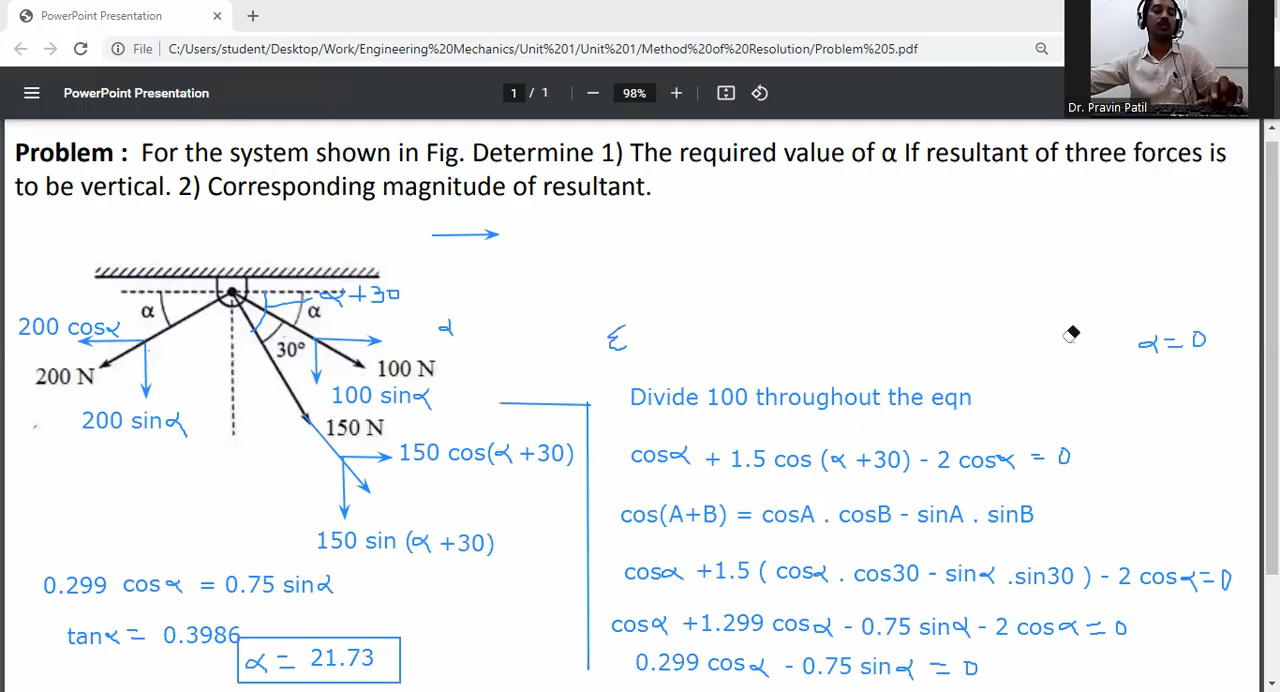 PowerPoint Presentation
File C:/Users/student/Desktop/Work/Engineering%20Mechanics/Unit%201/Unit%201/Method%20of%20Resolution/Problem%205.pdf
PowerPoint Presentation
1 / 1
98%
Dr. Pravin Patil
Problem : For the system shown in Fig. Determine 1) The required value of α If resultant of three forces is
to be vertical. 2) Corresponding magnitude of resultant.
α+30
α
α
200 cosα
α
30°
200 N
100 N
100 sinα
200 sinα
150 N
150 cos(α+30)
150 sin (α+30)
0.299 cosα = 0.75 sinα
tanα = 0.3986
α = 21.73
Σ
α = 0
Divide 100 throughout the eqn
cosα + 1.5 cos (α+30) - 2 cosα = 0
cos(A+B) = cosA . cosB - sinA . sinB
cosα +1.5 ( cosα . cos30 - sinα .sin30 ) - 2 cosα=0
cosα +1.299 cosα - 0.75 sinα - 2 cosα=0
0.299 cosα - 0.75 sinα = 0